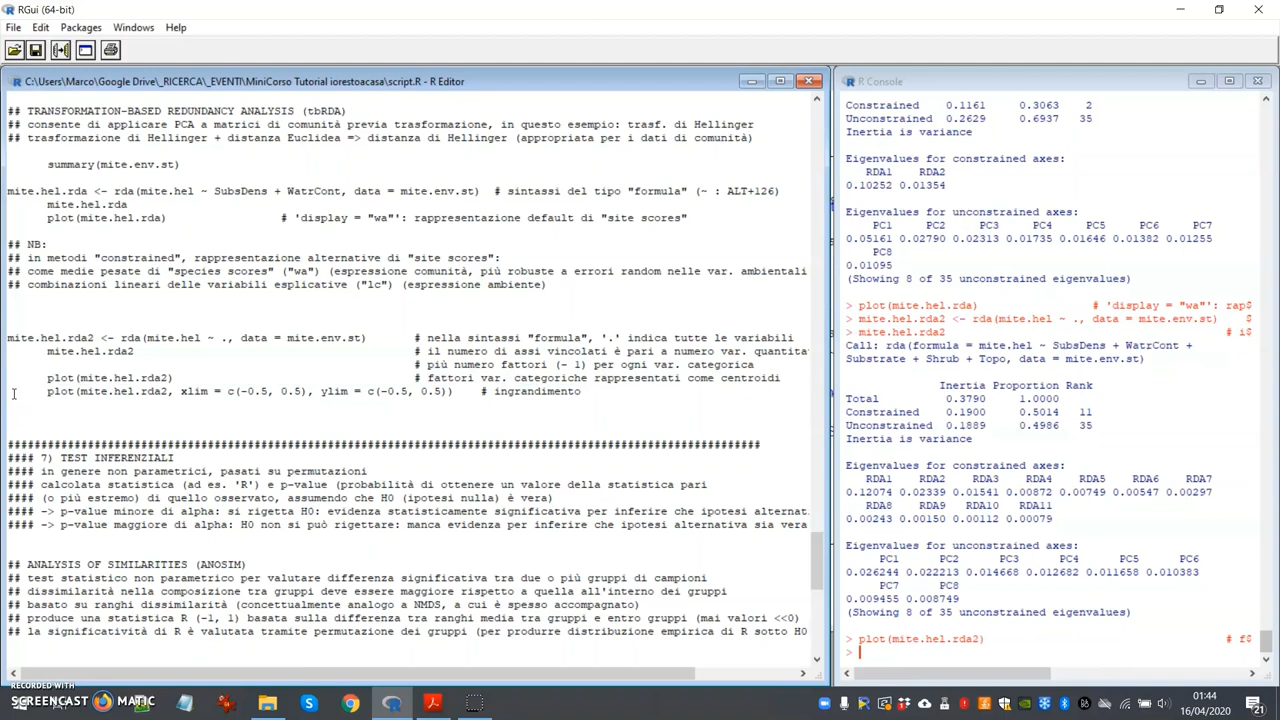 RGui (64-bit)
File Edit Packages Windows Help
C:\Users\Marco\Google Drive\_RICERCA\_EVENTI\MiniCorso Tutorial iorestoacasa\script.R - R Editor
## TRANSFORMATION-BASED REDUNDANCY ANALYSIS (tbRDA)
## consente di applicare PCA a matrici di comunità previa trasformazione, in questo esempio: trasf. di Hellinger
## trasformazione di Hellinger + distanza Euclidea => distanza di Hellinger (appropriata per i dati di comunità)
summary(mite.env.st)
mite.hel.rda <- rda(mite.hel ~ SubsDens + WatrCont, data = mite.env.st) # sintassi del tipo "formula" (~ : ALT+126)
mite.hel.rda
plot(mite.hel.rda) # 'display = "wa"': rappresentazione default di "site scores"
## NB:
## in metodi "constrained", rappresentazione alternative di "site scores":
## come medie pesate di "species scores" ("wa") (espressione comunità, più robuste a errori random nelle var. ambientali
## combinazioni lineari delle variabili esplicative ("lc") (espressione ambiente)
mite.hel.rda2 <- rda(mite.hel ~ ., data = mite.env.st) # nella sintassi "formula", '.' indica tutte le variabili
mite.hel.rda2 # il numero di assi vincolati è pari a numero var. quantita
# più numero fattori (- 1) per ogni var. categorica
plot(mite.hel.rda2) # fattori var. categoriche rappresentati come centroidi
plot(mite.hel.rda2, xlim = c(-0.5, 0.5), ylim = c(-0.5, 0.5)) # ingrandimento
################################################################################################
#### 7) TEST INFERENZIALI
#### in genere non parametrici, pasati su permutazioni
#### calcolata statistica (ad es. 'R') e p-value (probabilità di ottenere un valore della statistica pari
#### (o più estremo) di quello osservato, assumendo che H0 (ipotesi nulla) è vera)
#### -> p-value minore di alpha: si rigetta H0: evidenza statisticamente significativa per inferire che ipotesi alternat
#### -> p-value maggiore di alpha: H0 non si può rigettare: manca evidenza per inferire che ipotesi alternativa sia vera
## ANALYSIS OF SIMILARITIES (ANOSIM)
## test statistico non parametrico per valutare differenza significativa tra due o più gruppi di campioni
## dissimilarità nella composizione tra gruppi deve essere maggiore rispetto a quella all'interno dei gruppi
## basato su ranghi dissimilarità (concettualmente analogo a NMDS, a cui è spesso accompagnato)
## produce una statistica R (-1, 1) basata sulla differenza tra ranghi media tra gruppi e entro gruppi (mai valori <<0)
## la significatività di R è valutata tramite permutazione dei gruppi (per produrre distribuzione empirica di R sotto H0
R Console
Constrained 0.1161 0.3063 2
Unconstrained 0.2629 0.6937 35
Inertia is variance
Eigenvalues for constrained axes:
RDA1 RDA2
0.10252 0.01354
Eigenvalues for unconstrained axes:
PC1 PC2 PC3 PC4 PC5 PC6 PC7
0.05161 0.02790 0.02313 0.01735 0.01646 0.01382 0.01255
PC8
0.01095
(Showing 8 of 35 unconstrained eigenvalues)
> plot(mite.hel.rda) # 'display = "wa"': rap$
> mite.hel.rda2 <- rda(mite.hel ~ ., data = mite.env.st) $
> mite.hel.rda2 # i$
Call: rda(formula = mite.hel ~ SubsDens + WatrCont +
Substrate + Shrub + Topo, data = mite.env.st)
Inertia Proportion Rank
Total 0.3790 1.0000
Constrained 0.1900 0.5014 11
Unconstrained 0.1889 0.4986 35
Inertia is variance
Eigenvalues for constrained axes:
RDA1 RDA2 RDA3 RDA4 RDA5 RDA6 RDA7
0.12074 0.02339 0.01541 0.00872 0.00749 0.00547 0.00297
RDA8 RDA9 RDA10 RDA11
0.00243 0.00150 0.00112 0.00079
Eigenvalues for unconstrained axes:
PC1 PC2 PC3 PC4 PC5 PC6
0.026244 0.022213 0.014668 0.012682 0.011658 0.010383
PC7 PC8
0.009455 0.008749
(Showing 8 of 35 unconstrained eigenvalues)
> plot(mite.hel.rda2) # f$
>
RECORDED WITH
SCREENCAST MATIC
01:44
16/04/2020
21